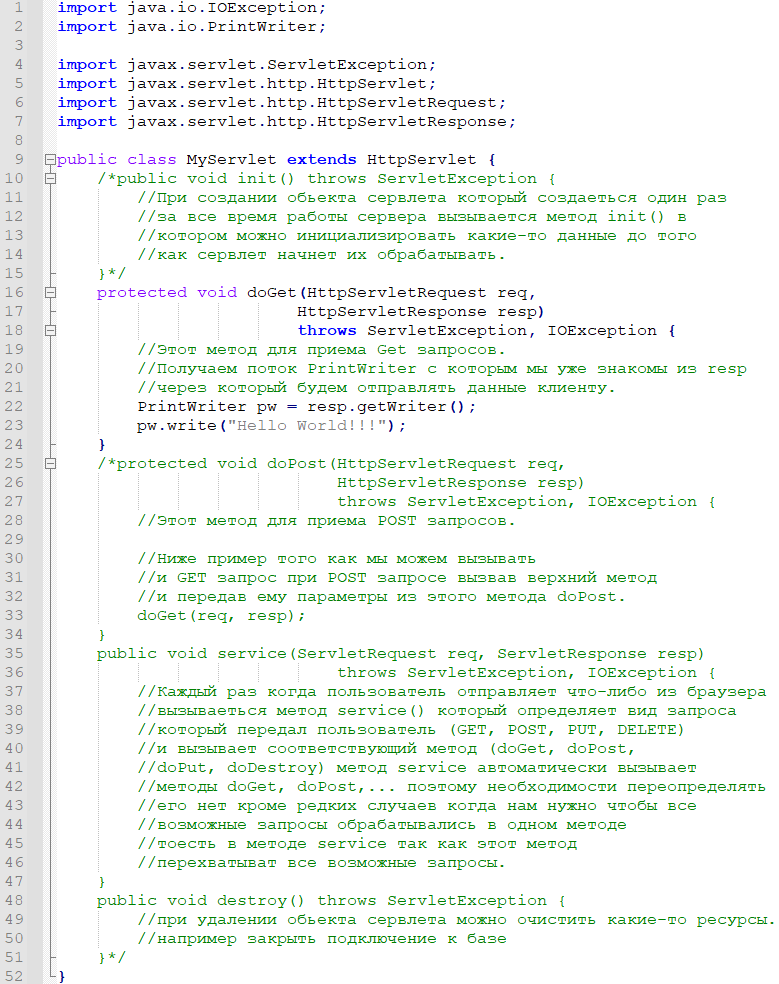 1 import java.io.IOException;
2 import java.io.PrintWriter;
3
4 import javax.servlet.ServletException;
5 import javax.servlet.http.HttpServlet;
6 import javax.servlet.http.HttpServletRequest;
7 import javax.servlet.http.HttpServletResponse;
8
9 public class MyServlet extends HttpServlet {
10 /*public void init() throws ServletException {
11 //При создании обьекта сервлета который создаеться один раз
12 //за все время работы сервера вызывается метод init() в
13 //котором можно инициализировать какие-то данные до того
14 //как сервлет начнет их обрабатывать.
15 }*/
16 protected void doGet(HttpServletRequest req,
17 HttpServletResponse resp)
18 throws ServletException, IOException {
19 //Этот метод для приема Get запросов.
20 //Получаем поток PrintWriter с которым мы уже знакомы из resp
21 //через который будем отправлять данные клиенту.
22 PrintWriter pw = resp.getWriter();
23 pw.write("Hello World!!!");
24 }
25 /*protected void doPost(HttpServletRequest req,
26 HttpServletResponse resp)
27 throws ServletException, IOException {
28 //Этот метод для приема POST запросов.
29
30 //Ниже пример того как мы можем вызывать
31 //и GET запрос при POST запросе вызвав верхний метод
32 //и передав ему параметры из этого метода doPost.
33 doGet(req, resp);
34 }
35 public void service(ServletRequest req, ServletResponse resp)
36 throws ServletException, IOException {
37 //Каждый раз когда пользователь отправляет что-либо из браузера
38 //вызываеться метод service() который определяет вид запроса
39 //который передал пользователь (GET, POST, PUT, DELETE)
40 //и вызывает соответствующий метод (doGet, doPost,
41 //doPut, doDestroy) метод service автоматически вызывает
42 //методы doGet, doPost,... поэтому необходимости переопределять
43 //его нет кроме редких случаев когда нам нужно чтобы все
44 //возможные запросы обрабатывались в одном методе
45 //тоесть в методе service так как этот метод
46 //перехватыват все возможные запросы.
47 }
48 public void destroy() throws ServletException {
49 //при удалении обьекта сервлета можно очистить какие-то ресурсы.
50 //например закрыть подключение к базе
51 }*/
52 }